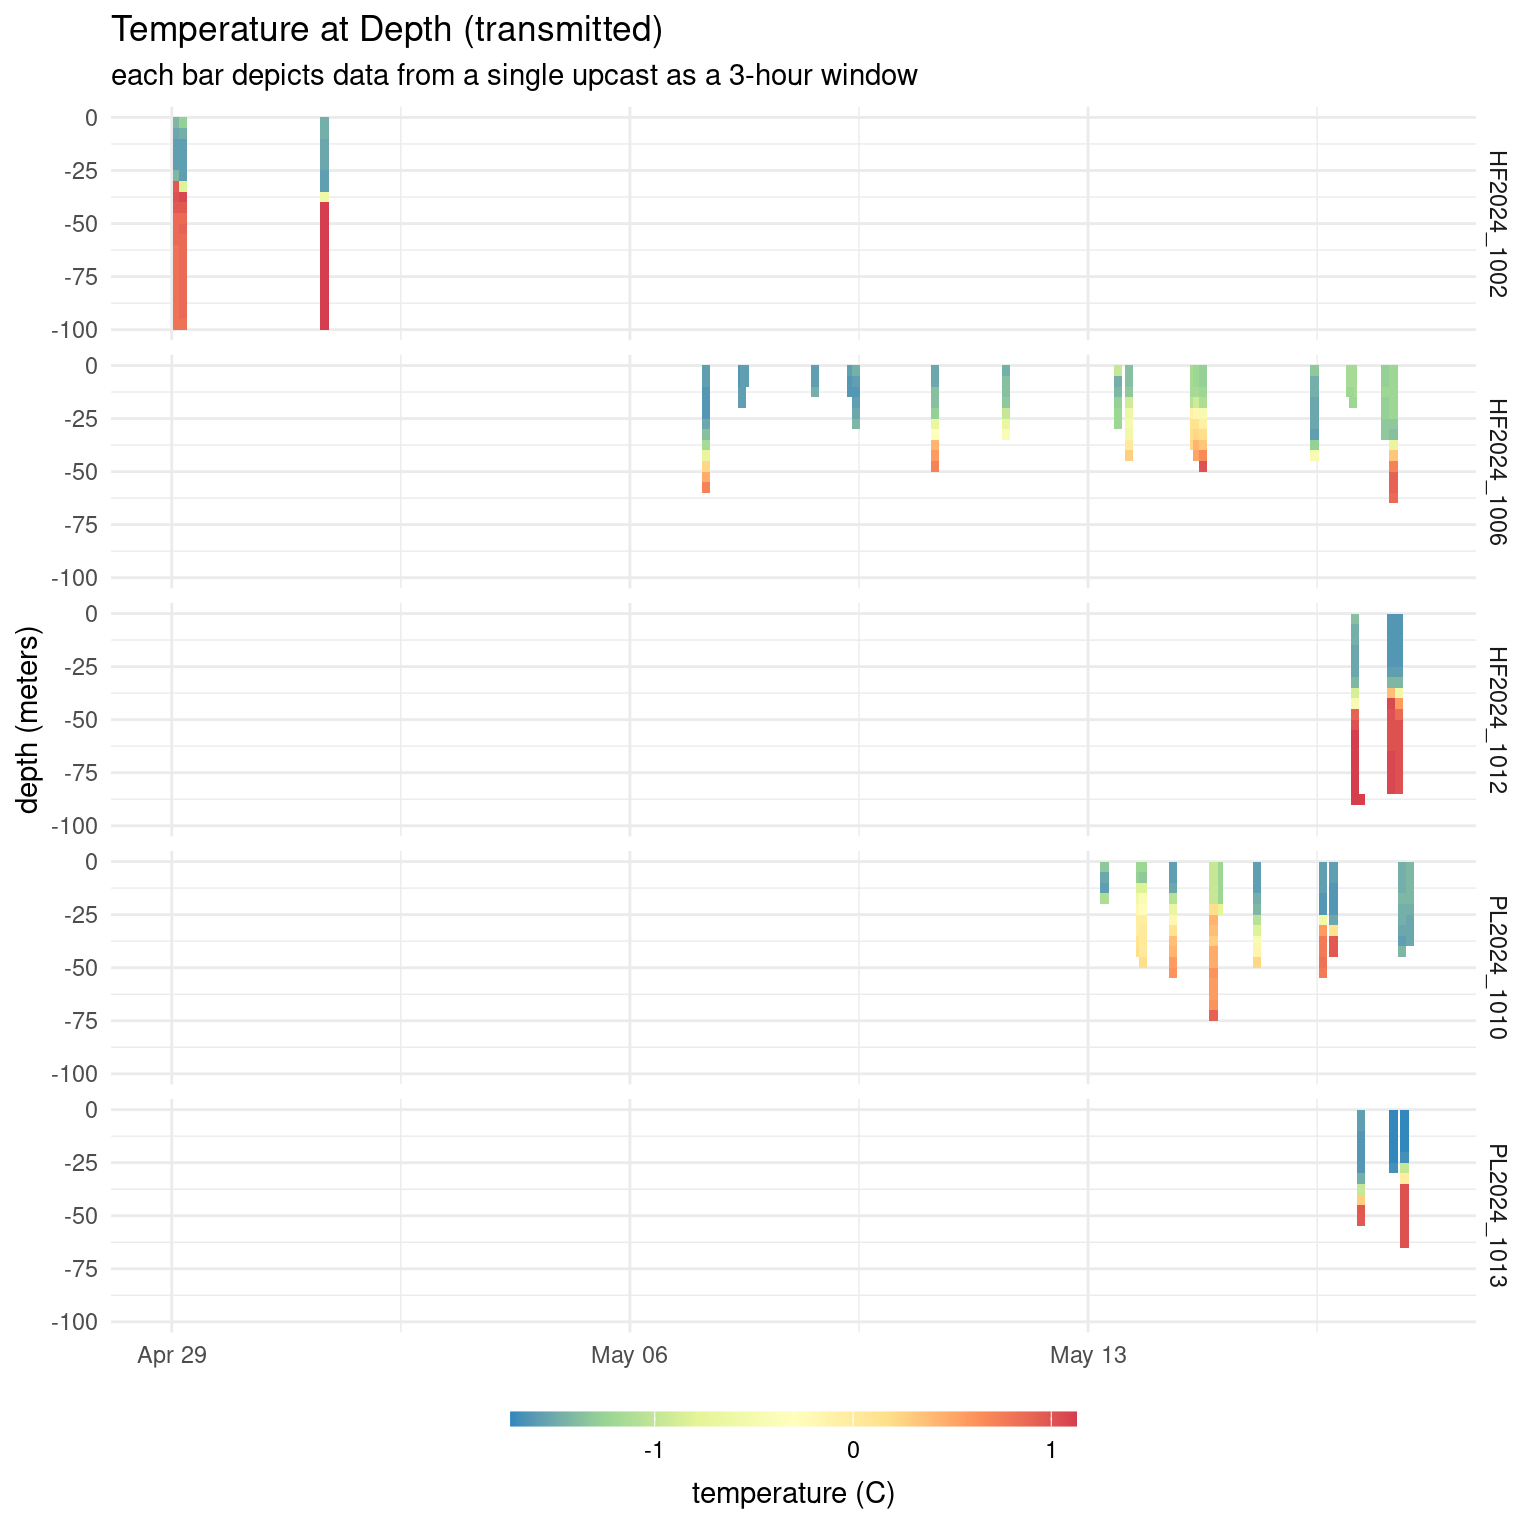 Temperature at Depth (transmitted)
each bar depicts data from a single upcast as a 3-hour window
0
-25
-50
-75
-100
HF2024_1002
0
-25
-50
-75
-100
HF2024_1006
depth (meters)
0
-25
-50
-75
-100
HF2024_1012
0
-25
-50
-75
-100
PL2024_1010
0
-25
-50
-75
-100
PL2024_1013
Apr 29
May 06
May 13
-1
0
1
temperature (C)